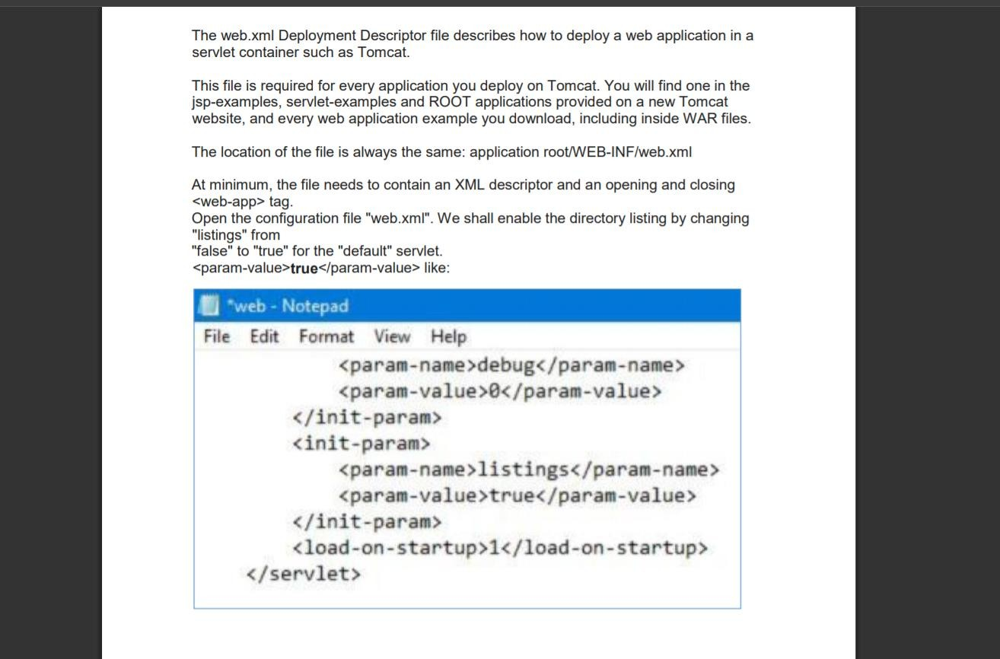 The web.xml Deployment Descriptor file describes how to deploy a web application in a
servlet container such as Tomcat.
This file is required for every application you deploy on Tomcat. You will find one in the
jsp-examples, servlet-examples and ROOT applications provided on a new Tomcat
website, and every web application example you download, including inside WAR files.
The location of the file is always the same: application root/WEB-INF/web.xml
At minimum, the file needs to contain an XML descriptor and an opening and closing
<web-app> tag.
Open the configuration file "web.xml". We shall enable the directory listing by changing
"listings" from
"false" to "true" for the "default" servlet.
<param-value>true</param-value> like:
*web - Notepad
File Edit Format View Help
<param-name>debug</param-name>
<param-value>0</param-value>
</init-param>
<init-param>
<param-name>listings</param-name>
<param-value>true</param-value>
</init-param>
<load-on-startup>1</load-on-startup>
</servlet>